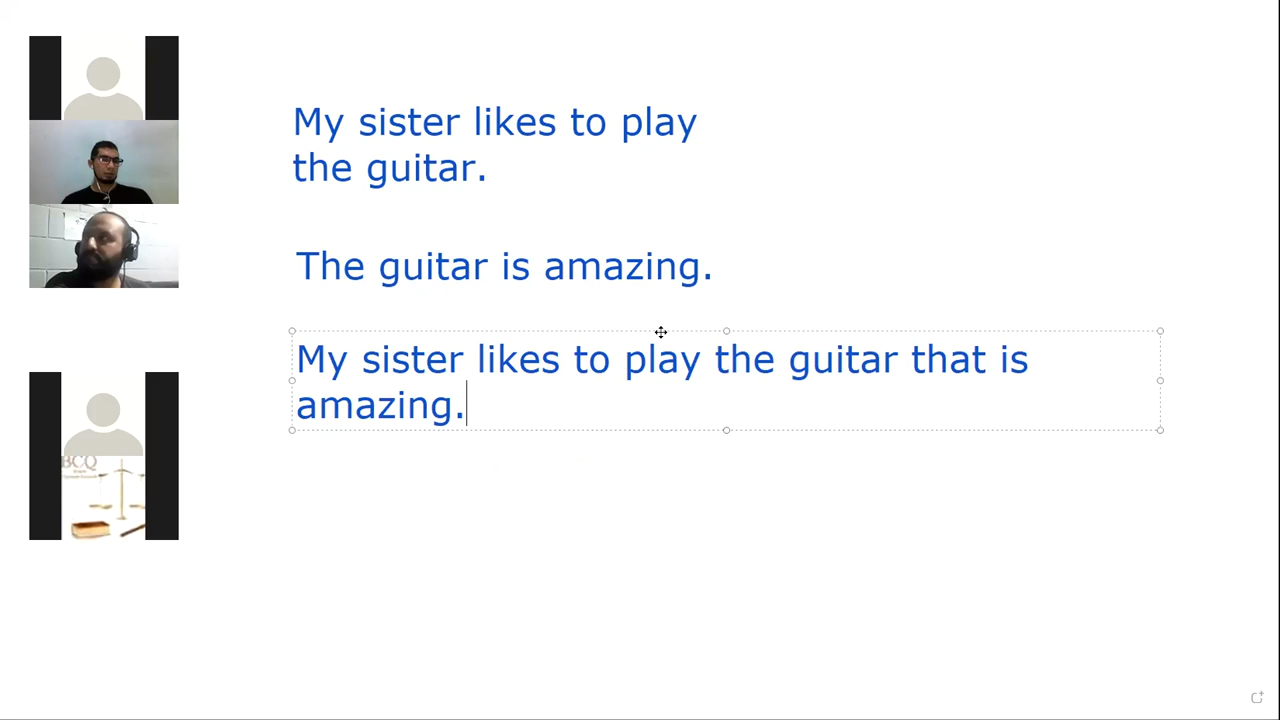 My sister likes to play
the guitar.
The guitar is amazing.
My sister likes to play the guitar that is
amazing.
BCQ